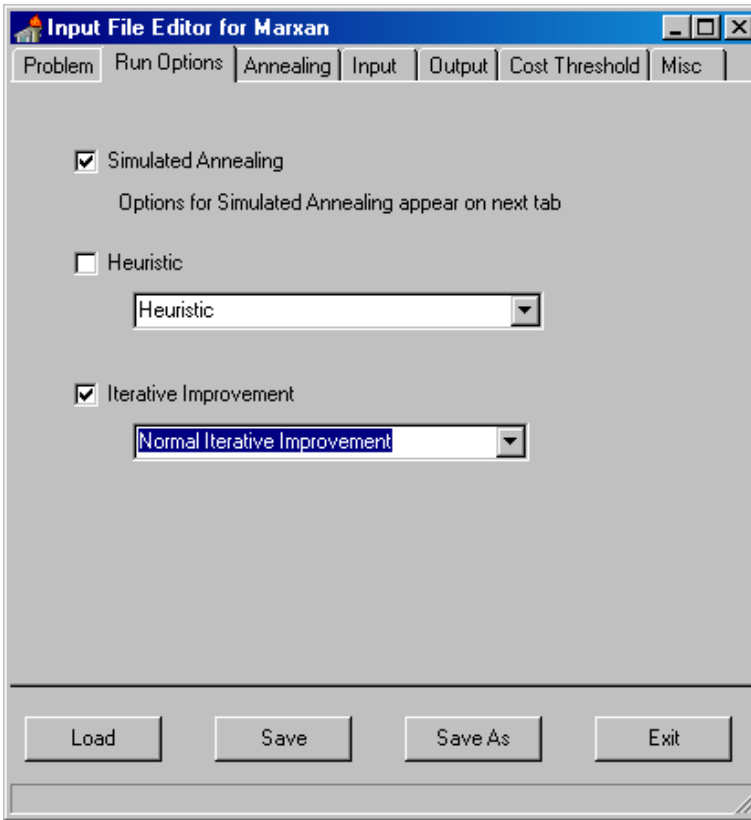 Input File Editor for Marxan
Problem Run Options Annealing Input Output Cost Threshold Misc
Simulated Annealing
Options for Simulated Annealing appear on next tab
Heuristic
Heuristic
Iterative Improvement
Normal Iterative Improvement
Load Save Save As Exit